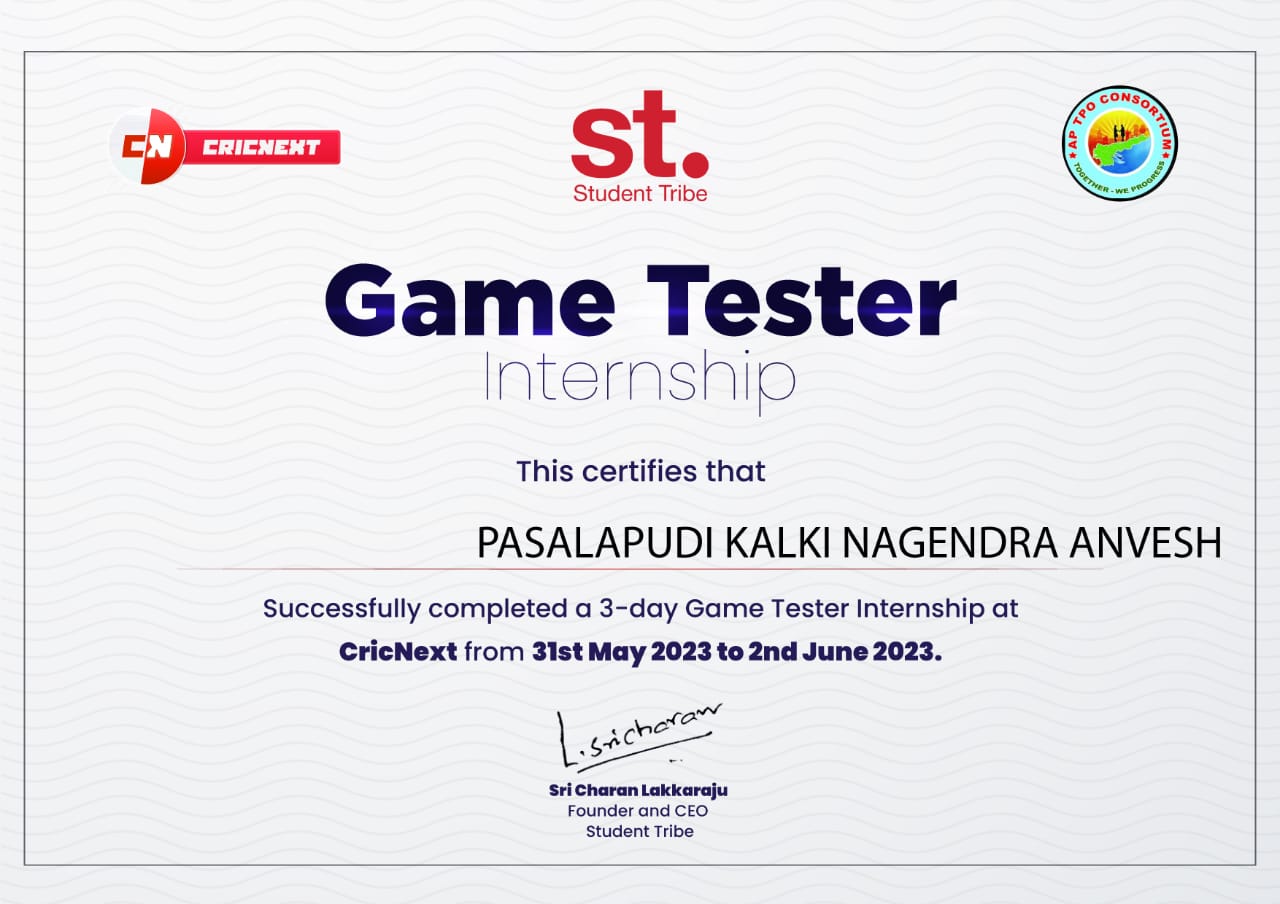 CN CRICNEXT
st.
Student Tribe
AP TPO CONSORTIUM
TOGETHER - WE PROGRESS
Game Tester
Internship
This certifies that
PASALAPUDI KALKI NAGENDRA ANVESH
Successfully completed a 3-day Game Tester Internship at
CricNext from 31st May 2023 to 2nd June 2023.
L.Sricharan
Sri Charan Lakkaraju
Founder and CEO
Student Tribe